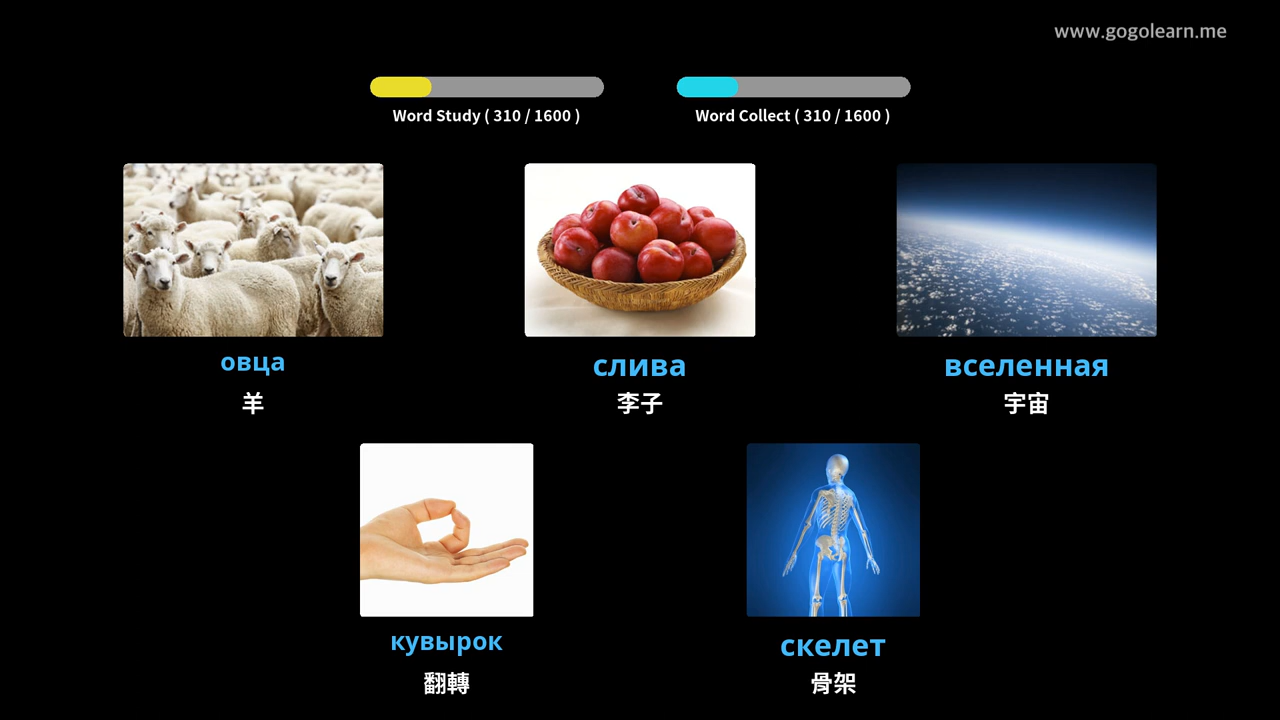 www.gogolearn.me
Word Study ( 310 / 1600 )
Word Collect ( 310 / 1600 )
овца
слива
вселенная
羊
李子
宇宙
кувырок
скелет
翻轉
骨架